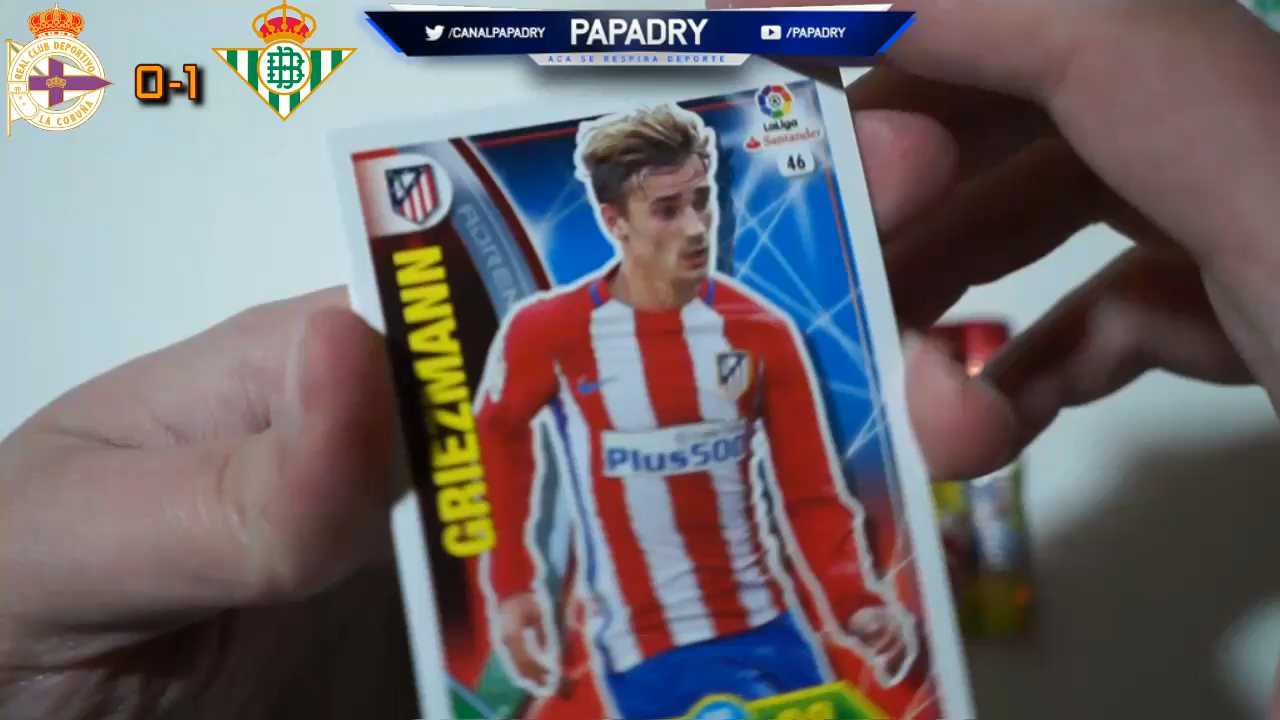 /CANALPAPADRY
PAPADRY
/PAPADRY
ACA SE RESPIRA DEPORTE
REAL CLUB DEPORTIVO
LA CORUÑA
0-1
LaLiga
Santander
46
ADREN
GRIEZMANN
Plus500